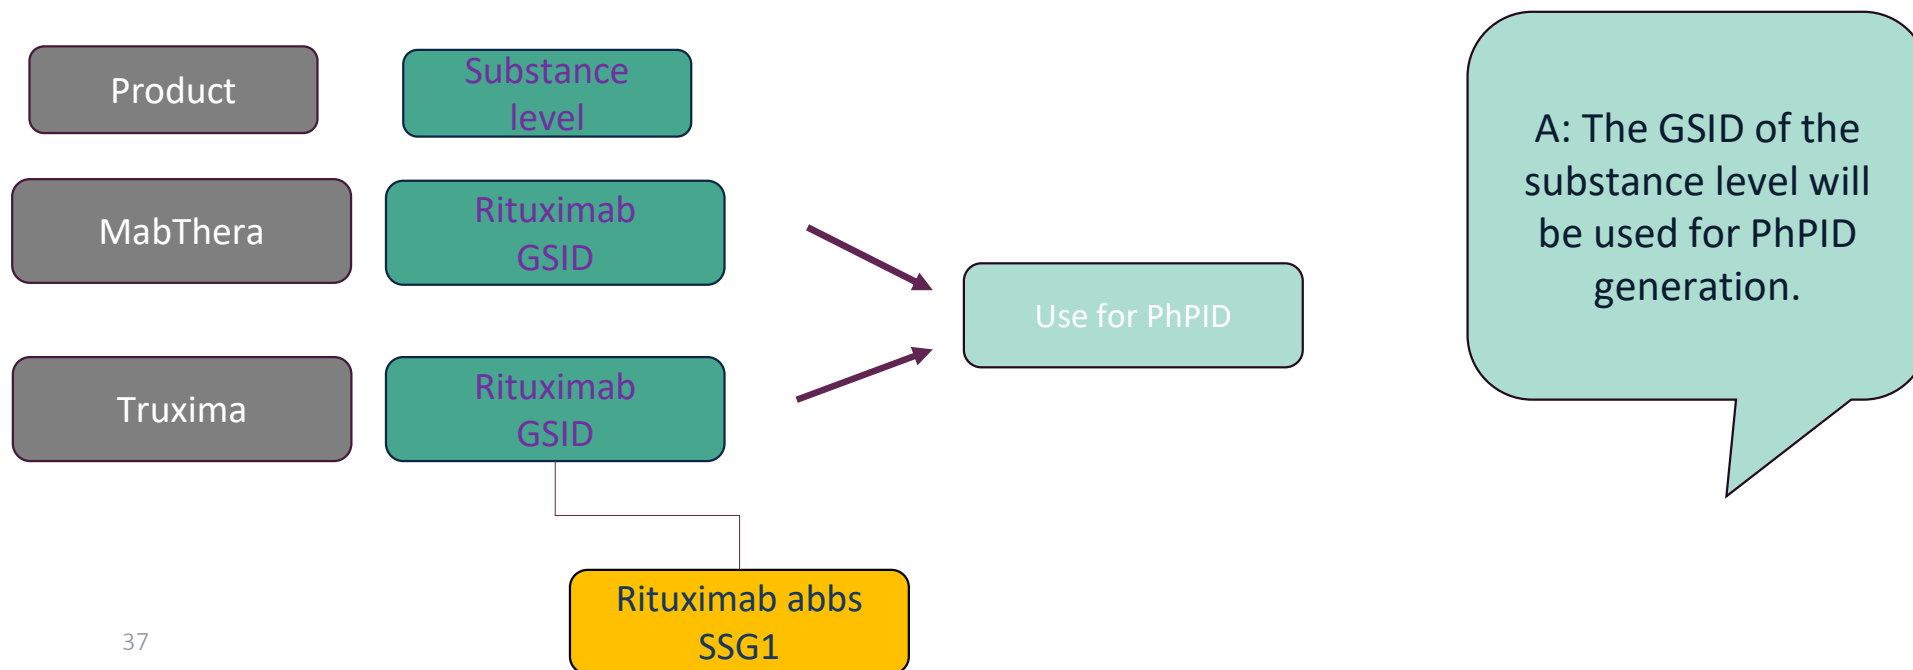 Product
Substance
level
MabThera
Rituximab
GSID
Use for PhPID
Truxima
Rituximab
GSID
Rituximab abbs
SSG1
A: The GSID of the
substance level will
be used for PhPID
generation.
37